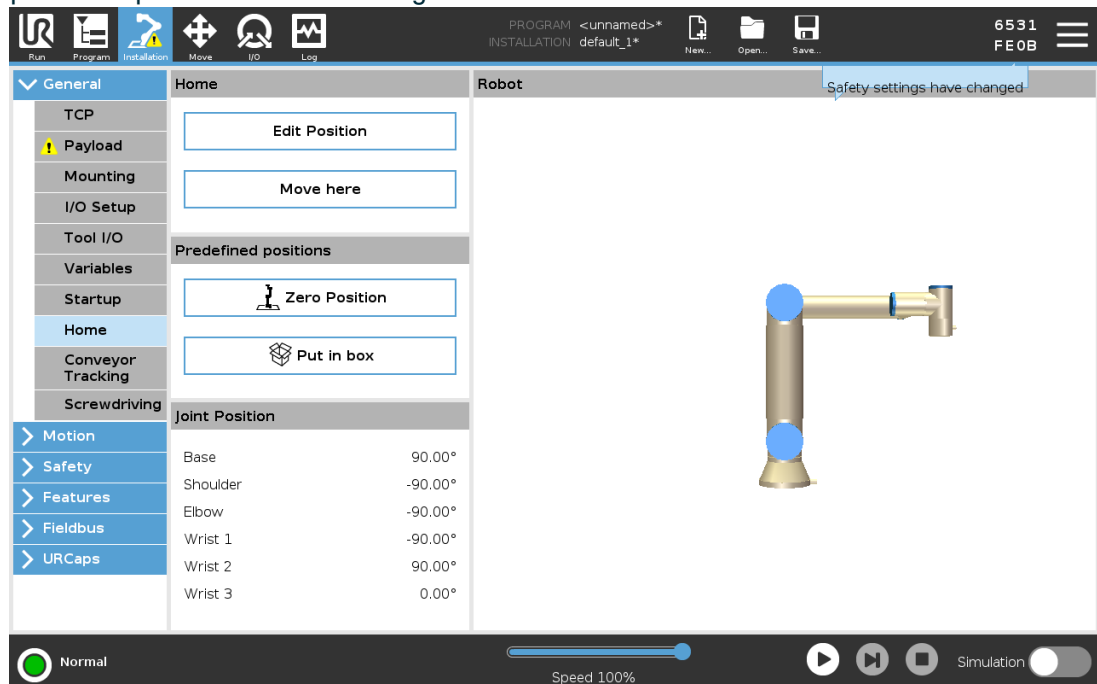 PROGRAM <unnamed>*
INSTALLATION default_1*
Run
Program
Installation
Move
I/O
Log
New...
Open...
Save...
6531
FE0B
Safety settings have changed
General
TCP
Payload
Mounting
I/O Setup
Tool I/O
Variables
Startup
Home
Conveyor
Tracking
Screwdriving
Motion
Safety
Features
Fieldbus
URCaps
Home
Edit Position
Move here
Predefined positions
Zero Position
Put in box
Joint Position
Base 90.00°
Shoulder -90.00°
Elbow -90.00°
Wrist 1 -90.00°
Wrist 2 90.00°
Wrist 3 0.00°
Robot
Normal
Speed 100%
Simulation